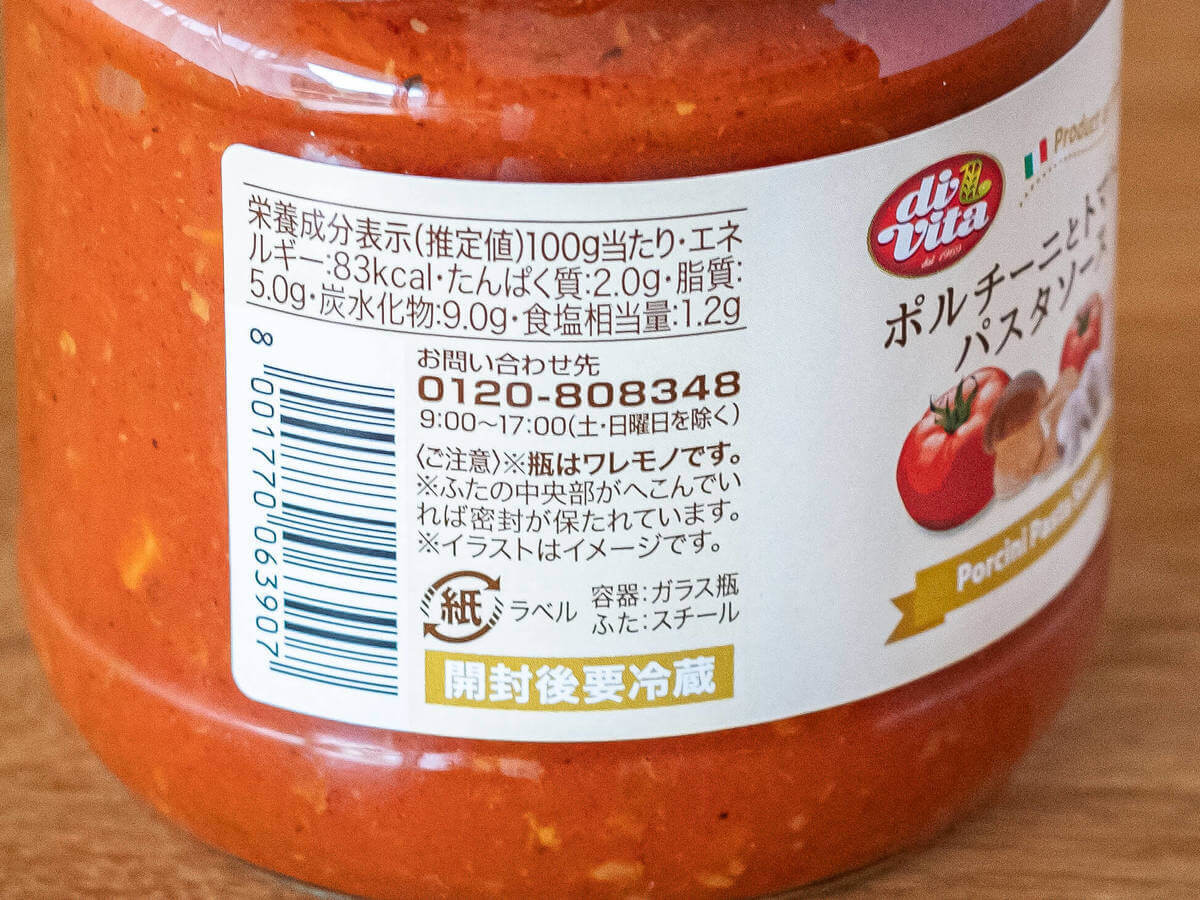 栄養成分表示(推定値)100g当たり・エネ
ルギー:83kcal・たんぱく質:2.0g・脂質:
5.0g・炭水化物:9.0g・食塩相当量:1.2g
8 001770 063907
お問い合わせ先
0120-808348
9:00〜17:00(土・日曜日を除く)
〈ご注意〉※瓶はワレモノです。
※ふたの中央部がへこんでい
れば密封が保たれています。
※イラストはイメージです。
紙
ラベル
容器:ガラス瓶
ふた:スチール
開封後要冷蔵
Product
di
Vita
ポルチーニとトマ
パスタソース
Porcini Pasta